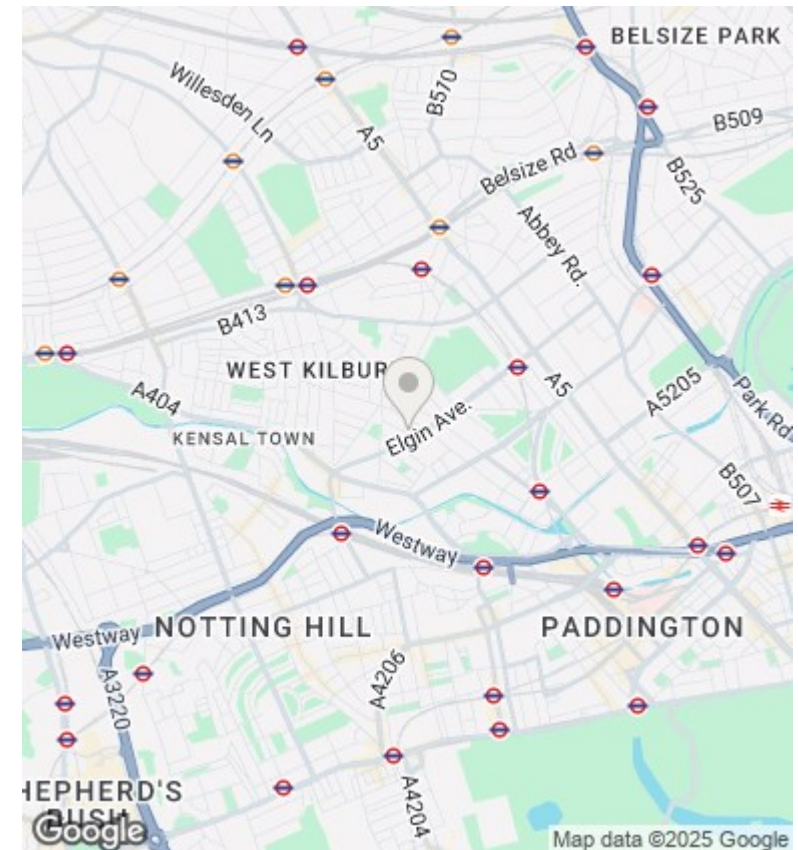 BELSIZE PARK
Willesden Ln
B510
A5
B509
Belsize Rd
B525
Abbey Rd.
B413
WEST KILBUR
A5
A404
A5205
Park Rd.
Elgin Ave.
KENSAL TOWN
B507
Westway
NOTTING HILL
PADDINGTON
Westway
A4206
A3220
HEPHERD'S
BUSH
A4204
Google
Map data ©2025 Google